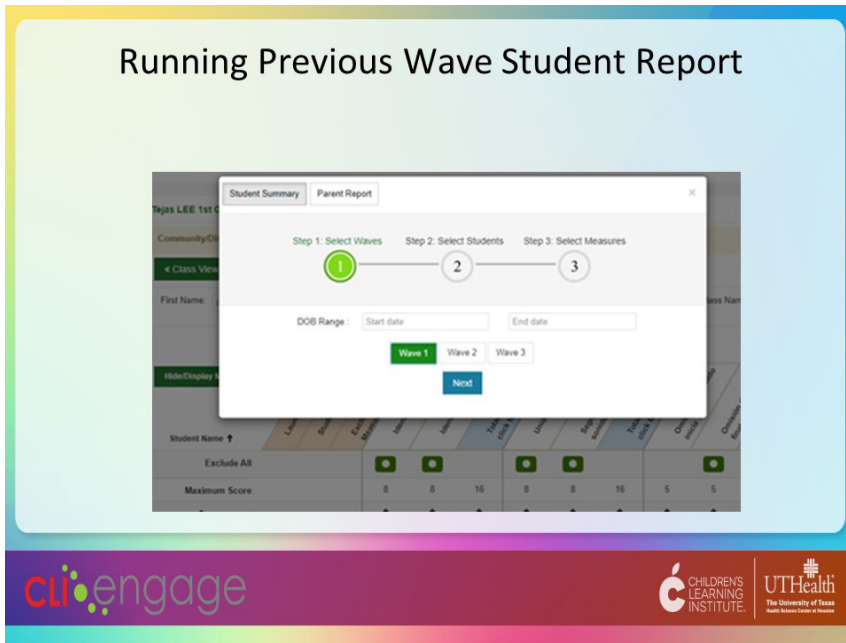 Running Previous Wave Student Report
Student Summary Parent Report ×
Tejas LEE 1st
Step 1: Select Waves Step 2: Select Students Step 3: Select Measures
1 2 3
« Class View
First Name:
DOB Range : Start date End date
Wave 1 Wave 2 Wave 3
Next
Hide/Display
Student Name
Exclude All
Maximum Score 8 8 16 8 8 16 5 5
cli engage
CHILDREN'S
LEARNING
INSTITUTE.
UTHealth
The University of Texas
Health Science Center at Houston